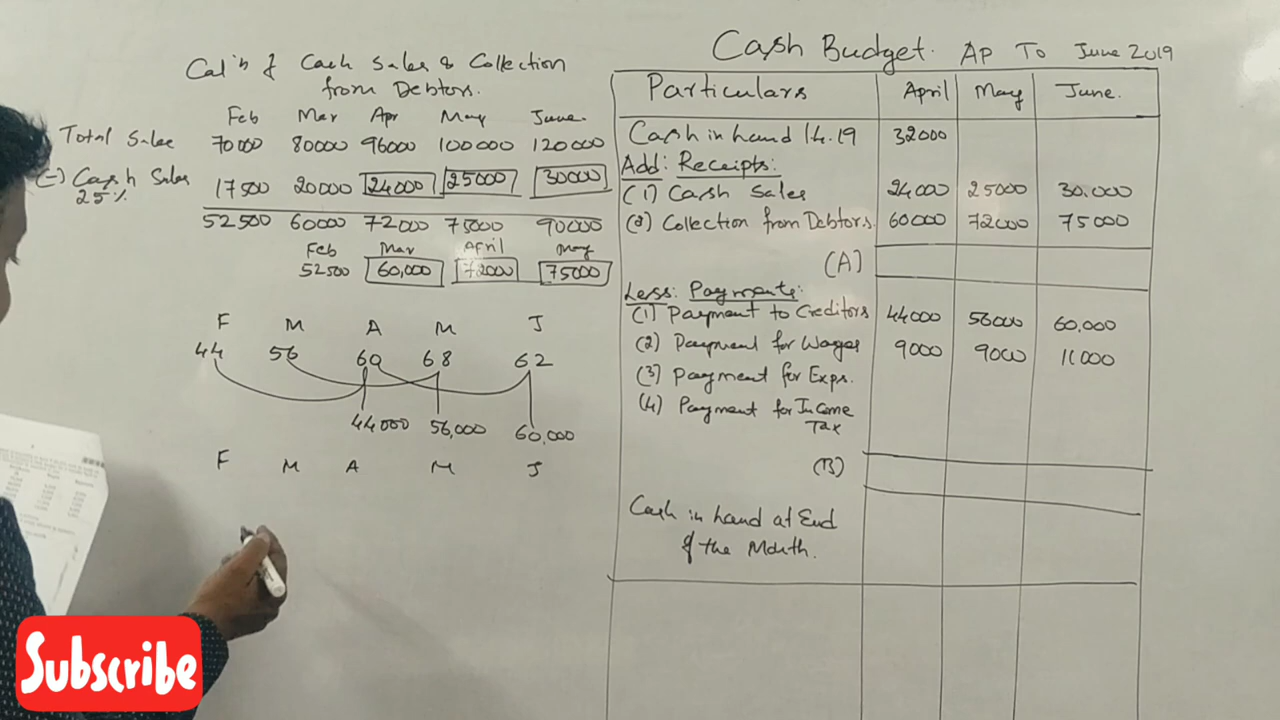 Cal'n of Cash Sales & Collection
from Debtors.
Feb Mar Apr May June
Total Sale 70000 80000 96000 100000 120000
(-) Cash Sales 17500 20000 24000 25000 30000
25%
52500 60000 72000 75000 90000
Feb Mar April May
52500 60,000 72000 75000
F M A M J
44 56 60 68 62
44000 56,000 60,000
F M A M J
Cash Budget. AP To June 2019
Particulars April May June.
Cash in hand 1.4.19 32000
Add: Receipts:
(1) Cash Sales 24000 25000 30.000
(2) Collection from Debtors. 60000 72000 75000
(A)
Less: Payments:
(1) Payment to Creditors 44000 56000 60,000
(2) Payment for Wages 9000 9000 11000
(3) Payment for Exps.
(4) Payment for Income
Tax
(B)
Cash in hand at End
of the Month.
Subscribe